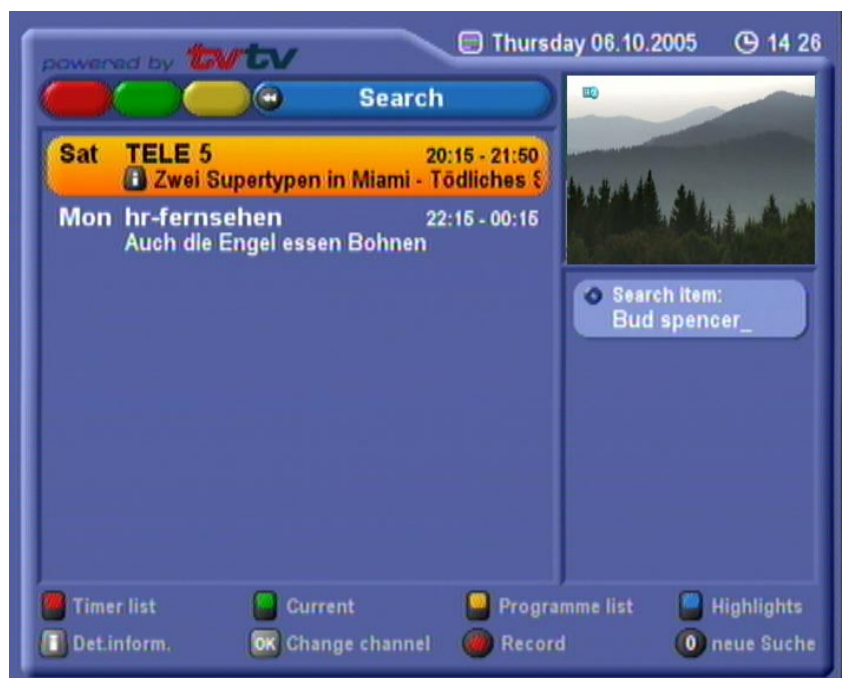 powered by tvtv
Thursday 06.10.2005 14 26
Search
Sat TELE 5 20:15 - 21:50
i Zwei Supertypen in Miami - Tödliches S
Mon hr-fernsehen 22:15 - 00:15
Auch die Engel essen Bohnen
HQ
Search item:
Bud spencer_
Timer list Current Programme list Highlights
i Det.inform. OK Change channel Record 0 neue Suche